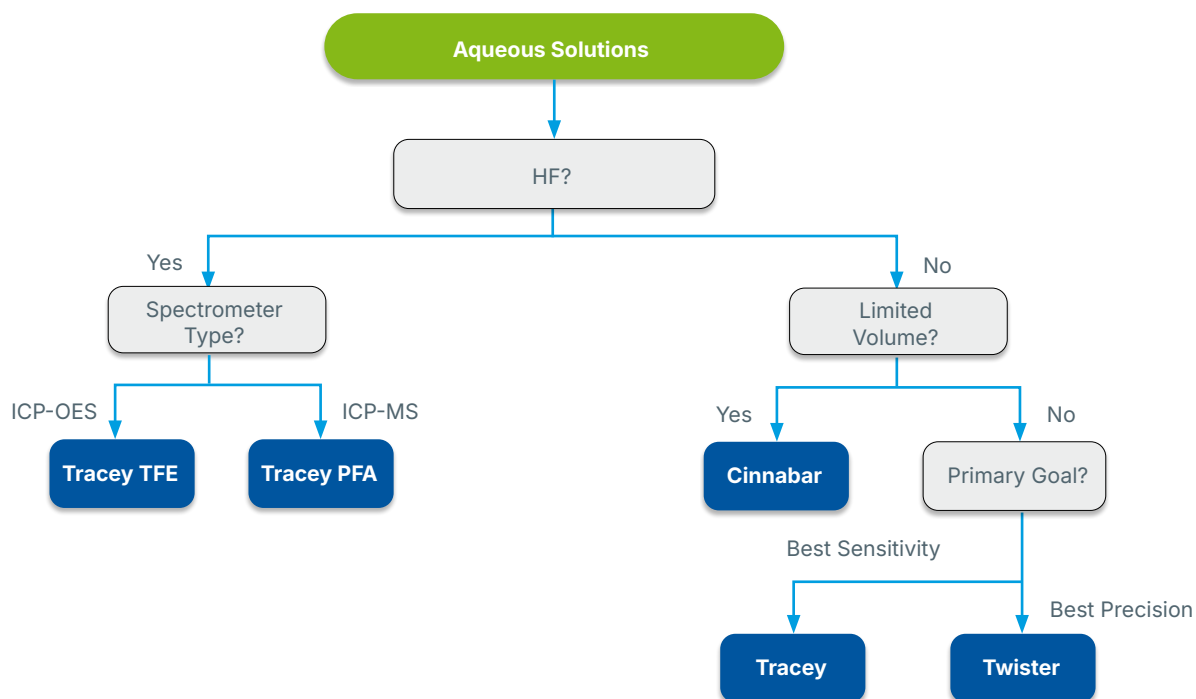 Aqueous Solutions
HF?
Yes
No
Spectrometer
Type?
Limited
Volume?
ICP-OES
ICP-MS
Yes
No
Tracey TFE
Tracey PFA
Cinnabar
Primary Goal?
Best Sensitivity
Best Precision
Tracey
Twister